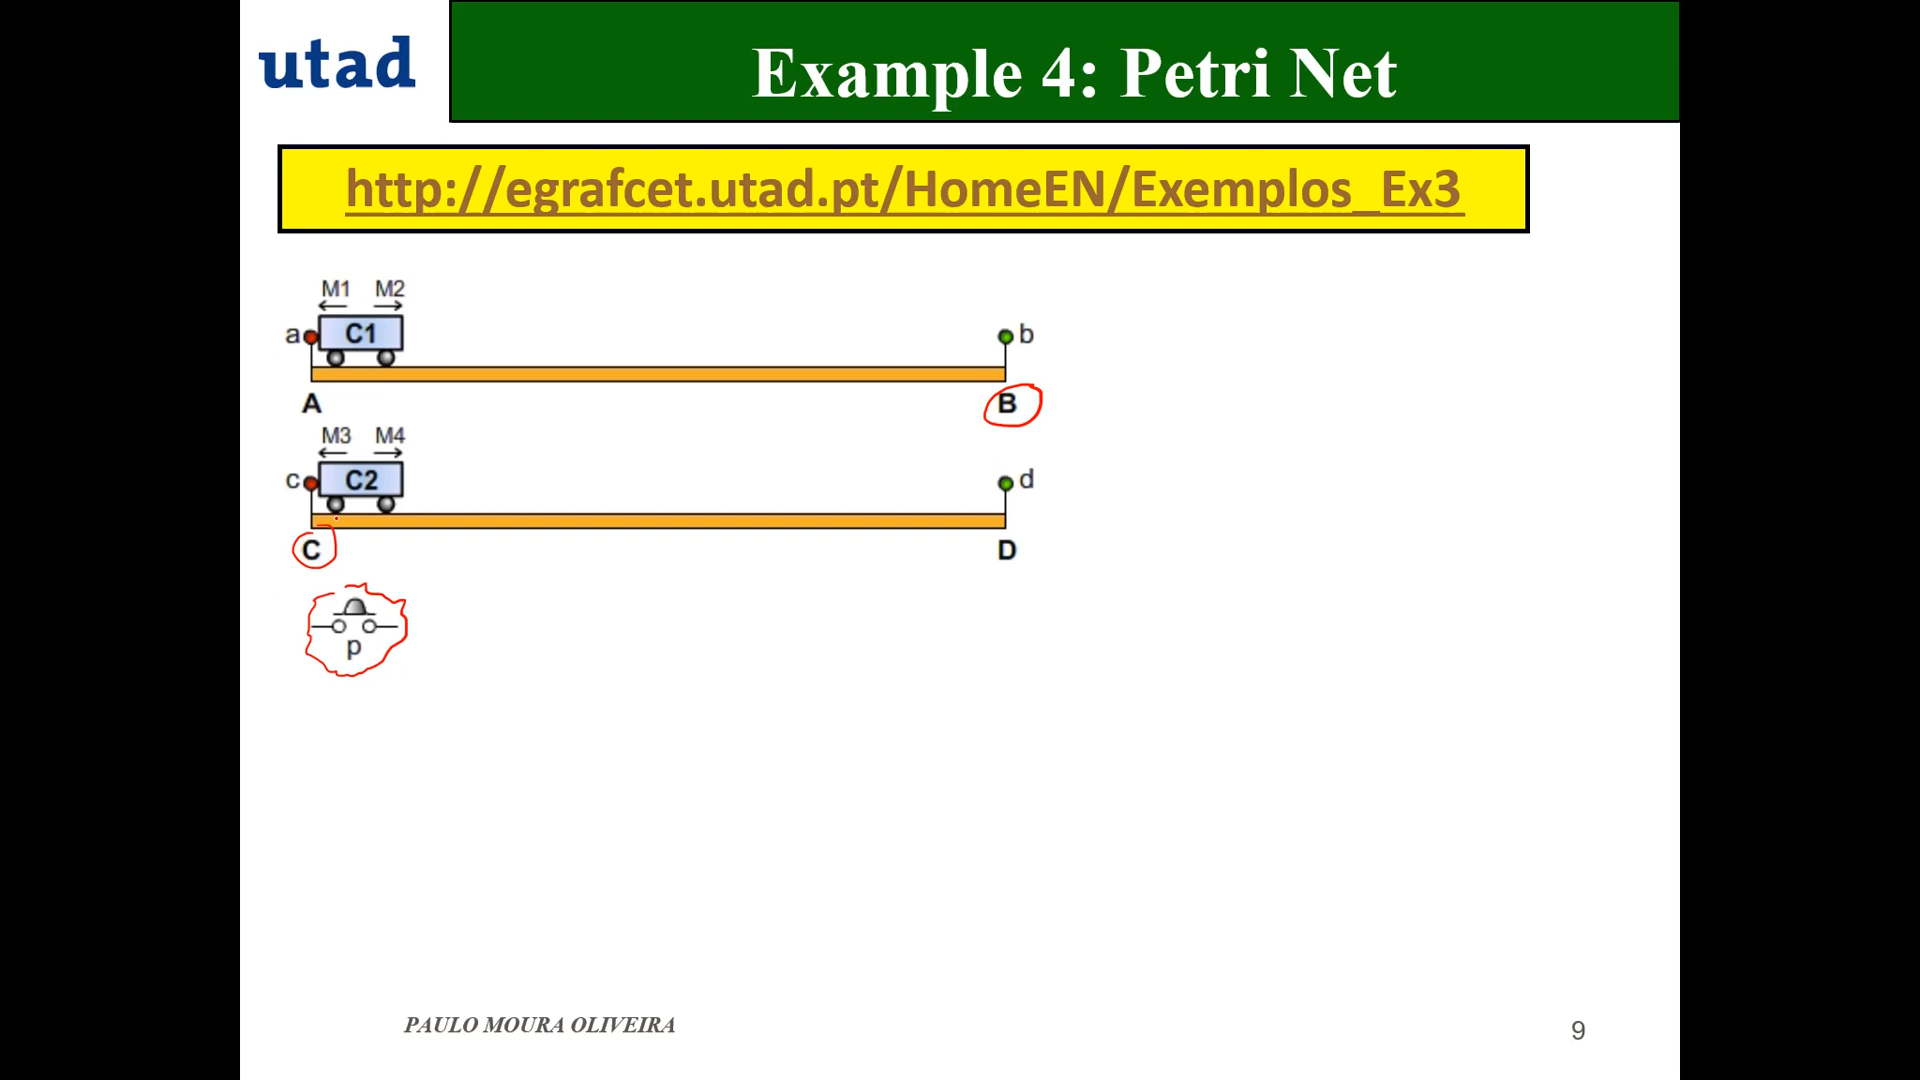 utad
Example 4: Petri Net
http://egrafcet.utad.pt/HomeEN/Exemplos_Ex3
M1 M2
a C1 b
A B
M3 M4
c C2 d
C D
p
PAULO MOURA OLIVEIRA
9